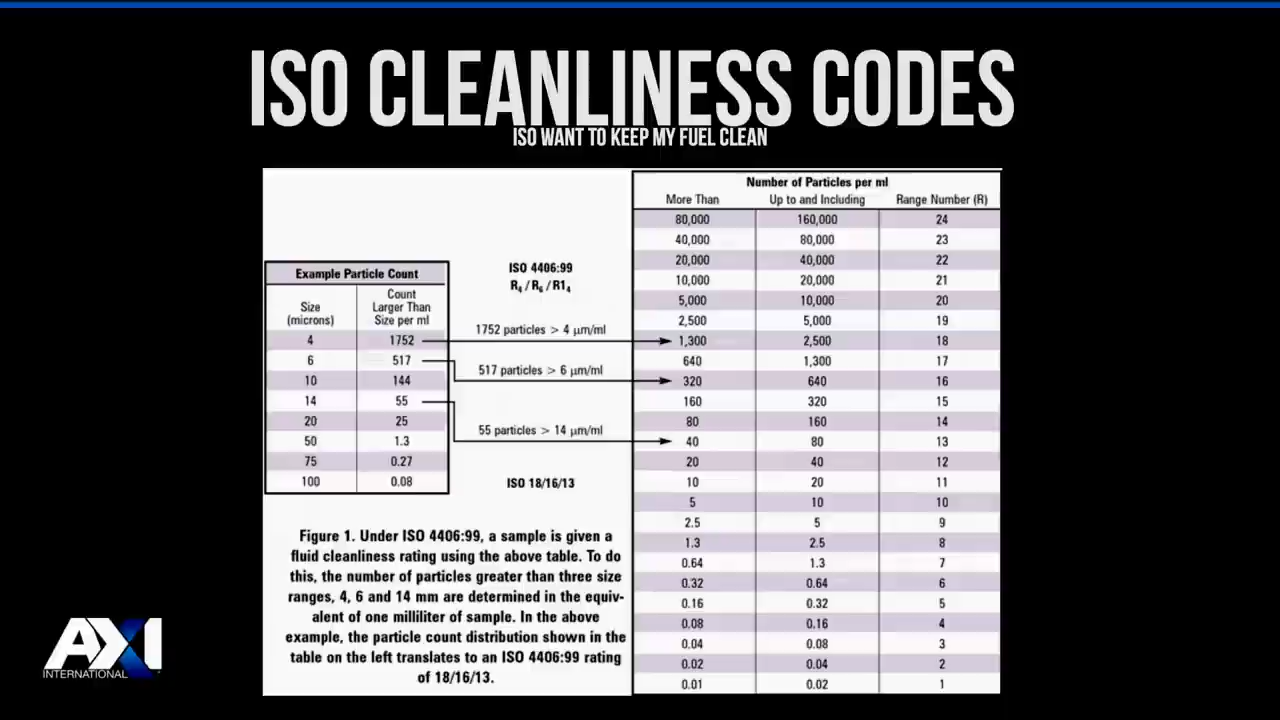 ISO CLEANLINESS CODES
ISO WANT TO KEEP MY FUEL CLEAN
Example Particle Count
Size (microns) Count Larger Than Size per ml
4 1752
6 517
10 144
14 55
20 25
50 1.3
75 0.27
100 0.08
ISO 4406:99
R4 / R6 / R14
1752 particles > 4 µm/ml
517 particles > 6 µm/ml
55 particles > 14 µm/ml
ISO 18/16/13
Figure 1. Under ISO 4406:99, a sample is given a
fluid cleanliness rating using the above table. To do
this, the number of particles greater than three size
ranges, 4, 6 and 14 mm are determined in the equiv-
alent of one milliliter of sample. In the above
example, the particle count distribution shown in the
table on the left translates to an ISO 4406:99 rating
of 18/16/13.
Number of Particles per ml
More Than Up to and Including Range Number (R)
80,000 160,000 24
40,000 80,000 23
20,000 40,000 22
10,000 20,000 21
5,000 10,000 20
2,500 5,000 19
1,300 2,500 18
640 1,300 17
320 640 16
160 320 15
80 160 14
40 80 13
20 40 12
10 20 11
5 10 10
2.5 5 9
1.3 2.5 8
0.64 1.3 7
0.32 0.64 6
0.16 0.32 5
0.08 0.16 4
0.04 0.08 3
0.02 0.04 2
0.01 0.02 1
AXI
INTERNATIONAL